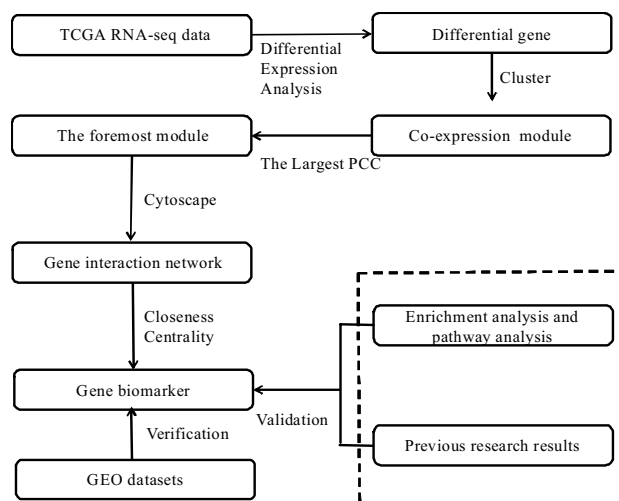 TCGA RNA-seq data
Differential
Expression
Analysis
Differential gene
Cluster
The foremost module
The Largest PCC
Co-expression module
Cytoscape
Gene interaction network
Closeness
Centrality
Enrichment analysis and
pathway analysis
Gene biomarker
Validation
Verification
Previous research results
GEO datasets